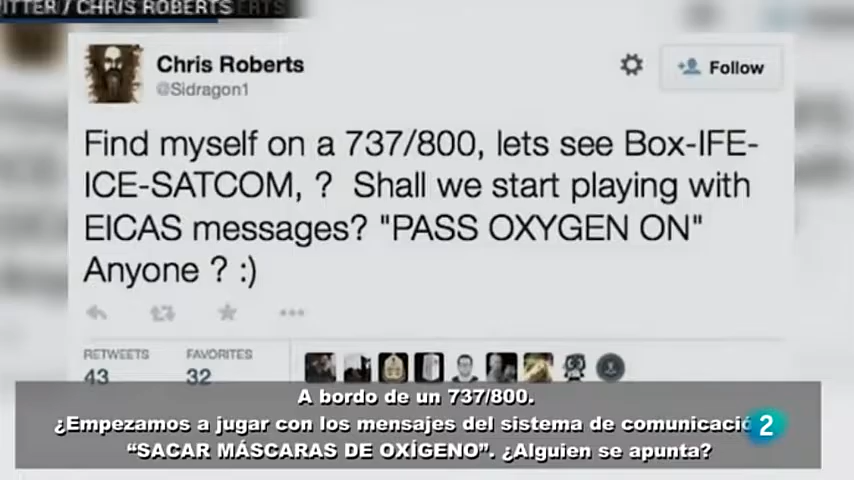 ITTER / CHRIS ROBERTS
Chris Roberts
@Sidragon1
Follow
Find myself on a 737/800, lets see Box-IFE-
ICE-SATCOM, ? Shall we start playing with
EICAS messages? "PASS OXYGEN ON"
Anyone ? :)
RETWEETS FAVORITES
43 32
A bordo de un 737/800.
¿Empezamos a jugar con los mensajes del sistema de comunicació
2
“SACAR MÁSCARAS DE OXÍGENO”. ¿Alguien se apunta?